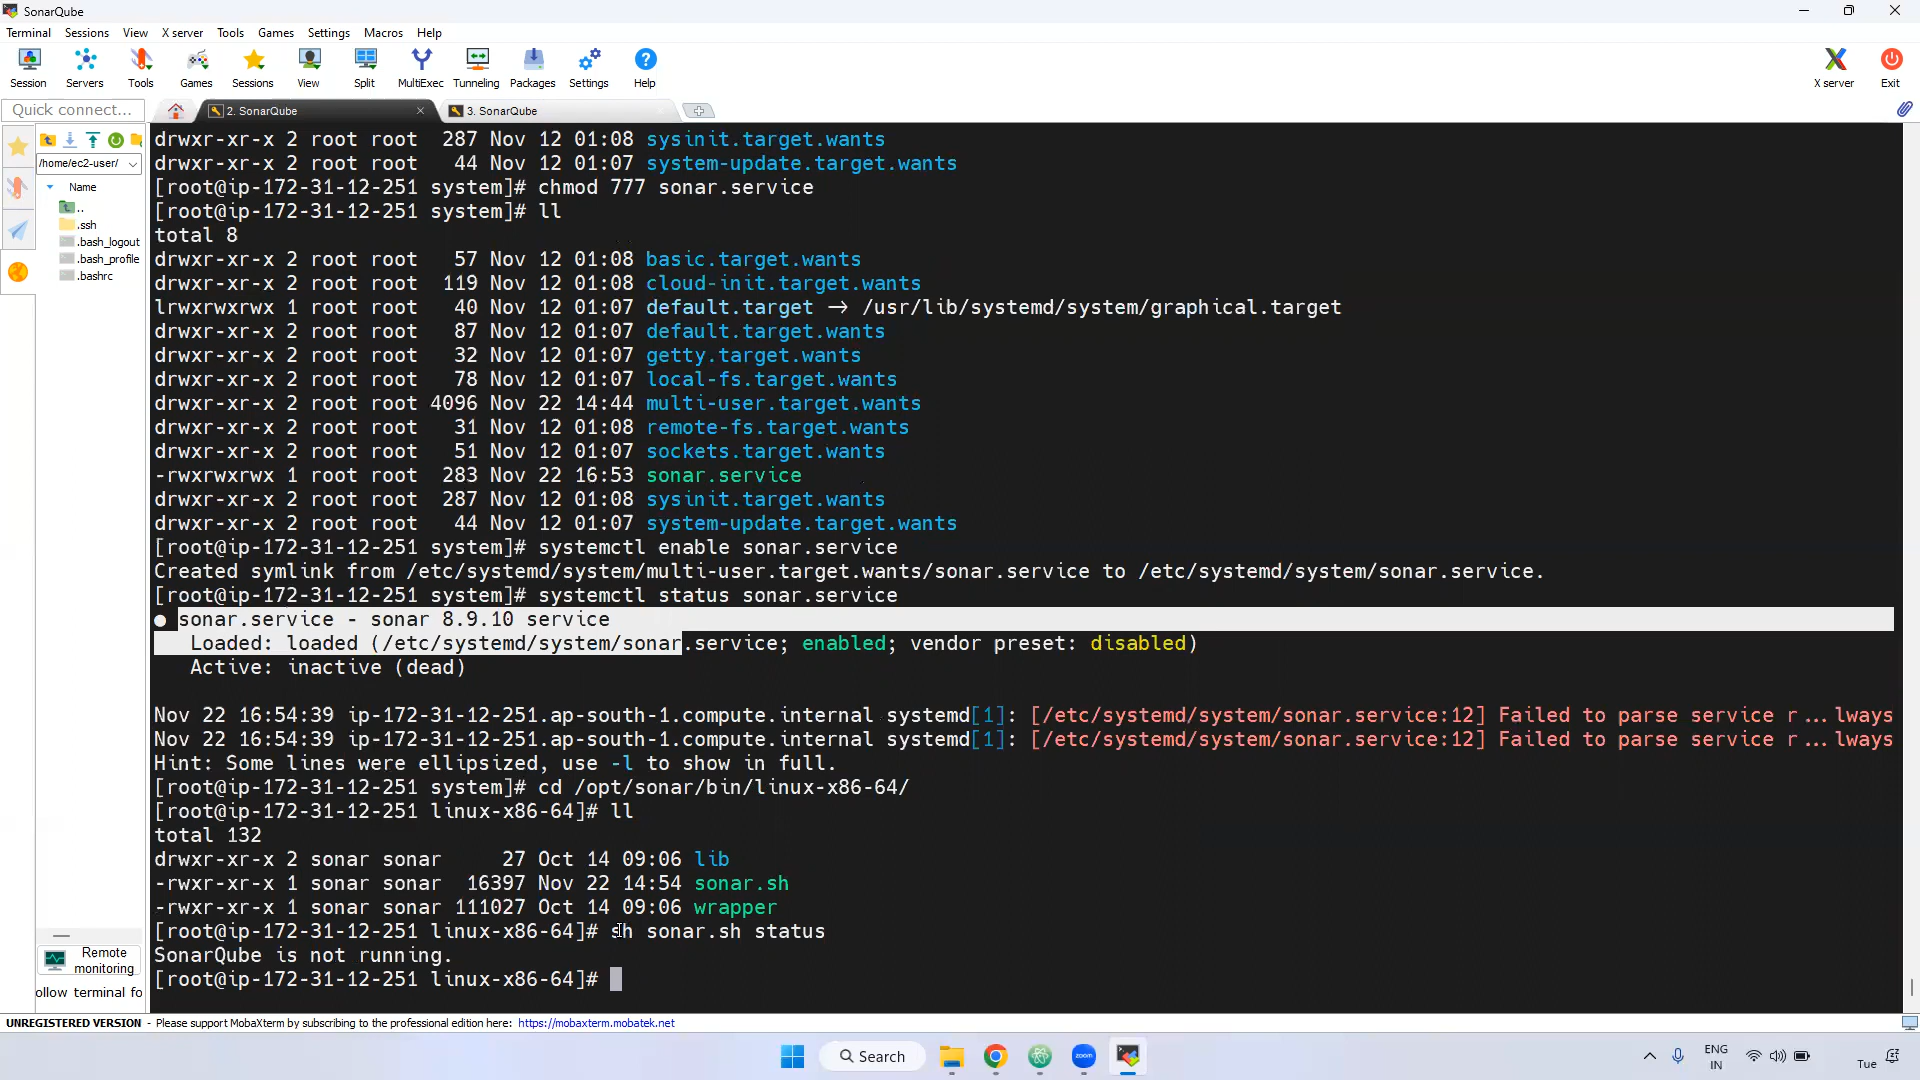 SonarQube
Terminal Sessions View X server Tools Games Settings Macros Help
Session Servers Tools Games Sessions View Split MultiExec Tunneling Packages Settings Help X server Exit
Quick connect... 2. SonarQube 3. SonarQube
/home/ec2-user/
Name
..
.ssh
.bash_logout
.bash_profile
.bashrc
drwxr-xr-x 2 root root 287 Nov 12 01:08 sysinit.target.wants
drwxr-xr-x 2 root root 44 Nov 12 01:07 system-update.target.wants
[root@ip-172-31-12-251 system]# chmod 777 sonar.service
[root@ip-172-31-12-251 system]# ll
total 8
drwxr-xr-x 2 root root 57 Nov 12 01:08 basic.target.wants
drwxr-xr-x 2 root root 119 Nov 12 01:08 cloud-init.target.wants
lrwxrwxrwx 1 root root 40 Nov 12 01:07 default.target -> /usr/lib/systemd/system/graphical.target
drwxr-xr-x 2 root root 87 Nov 12 01:07 default.target.wants
drwxr-xr-x 2 root root 32 Nov 12 01:07 getty.target.wants
drwxr-xr-x 2 root root 78 Nov 12 01:07 local-fs.target.wants
drwxr-xr-x 2 root root 4096 Nov 22 14:44 multi-user.target.wants
drwxr-xr-x 2 root root 31 Nov 12 01:08 remote-fs.target.wants
drwxr-xr-x 2 root root 51 Nov 12 01:07 sockets.target.wants
-rwxrwxrwx 1 root root 283 Nov 22 16:53 sonar.service
drwxr-xr-x 2 root root 287 Nov 12 01:08 sysinit.target.wants
drwxr-xr-x 2 root root 44 Nov 12 01:07 system-update.target.wants
[root@ip-172-31-12-251 system]# systemctl enable sonar.service
Created symlink from /etc/systemd/system/multi-user.target.wants/sonar.service to /etc/systemd/system/sonar.service.
[root@ip-172-31-12-251 system]# systemctl status sonar.service
● sonar.service - sonar 8.9.10 service
Loaded: loaded (/etc/systemd/system/sonar.service; enabled; vendor preset: disabled)
Active: inactive (dead)
Nov 22 16:54:39 ip-172-31-12-251.ap-south-1.compute.internal systemd[1]: [/etc/systemd/system/sonar.service:12] Failed to parse service r...lways
Nov 22 16:54:39 ip-172-31-12-251.ap-south-1.compute.internal systemd[1]: [/etc/systemd/system/sonar.service:12] Failed to parse service r...lways
Hint: Some lines were ellipsized, use -l to show in full.
[root@ip-172-31-12-251 system]# cd /opt/sonar/bin/linux-x86-64/
[root@ip-172-31-12-251 linux-x86-64]# ll
total 132
drwxr-xr-x 2 sonar sonar 27 Oct 14 09:06 lib
-rwxr-xr-x 1 sonar sonar 16397 Nov 22 14:54 sonar.sh
-rwxr-xr-x 1 sonar sonar 111027 Oct 14 09:06 wrapper
[root@ip-172-31-12-251 linux-x86-64]# sh sonar.sh status
SonarQube is not running.
[root@ip-172-31-12-251 linux-x86-64]#
Remote
monitoring
ollow terminal fo
UNREGISTERED VERSION - Please support MobaXterm by subscribing to the professional edition here: https://mobaxterm.mobatek.net
Search
zoom
ENG
IN
Tue